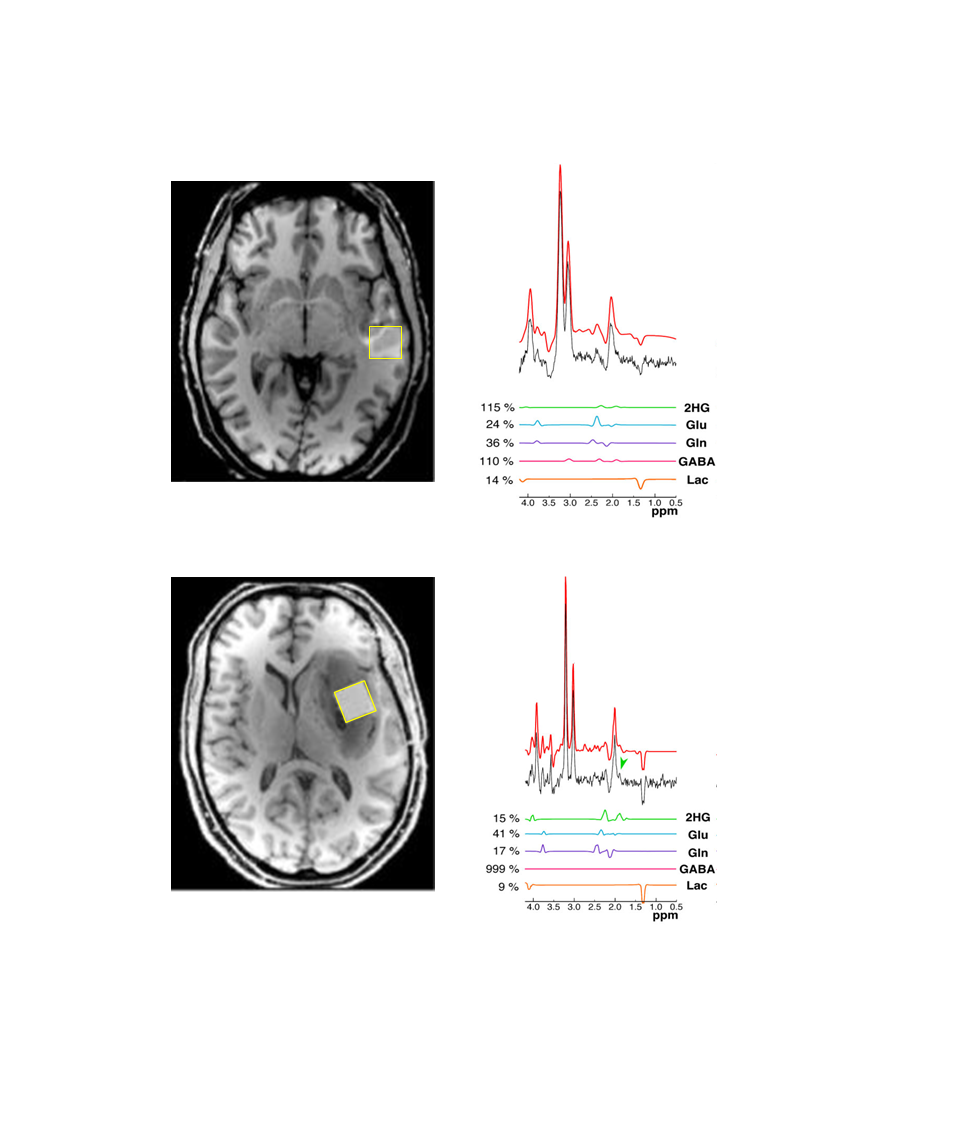 115 % 2HG
24 % Glu
36 % Gln
110 % GABA
14 % Lac
4.0 3.5 3.0 2.5 2.0 1.5 1.0 0.5
ppm
15 % 2HG
41 % Glu
17 % Gln
999 % GABA
9 % Lac
4.0 3.5 3.0 2.5 2.0 1.5 1.0 0.5
ppm